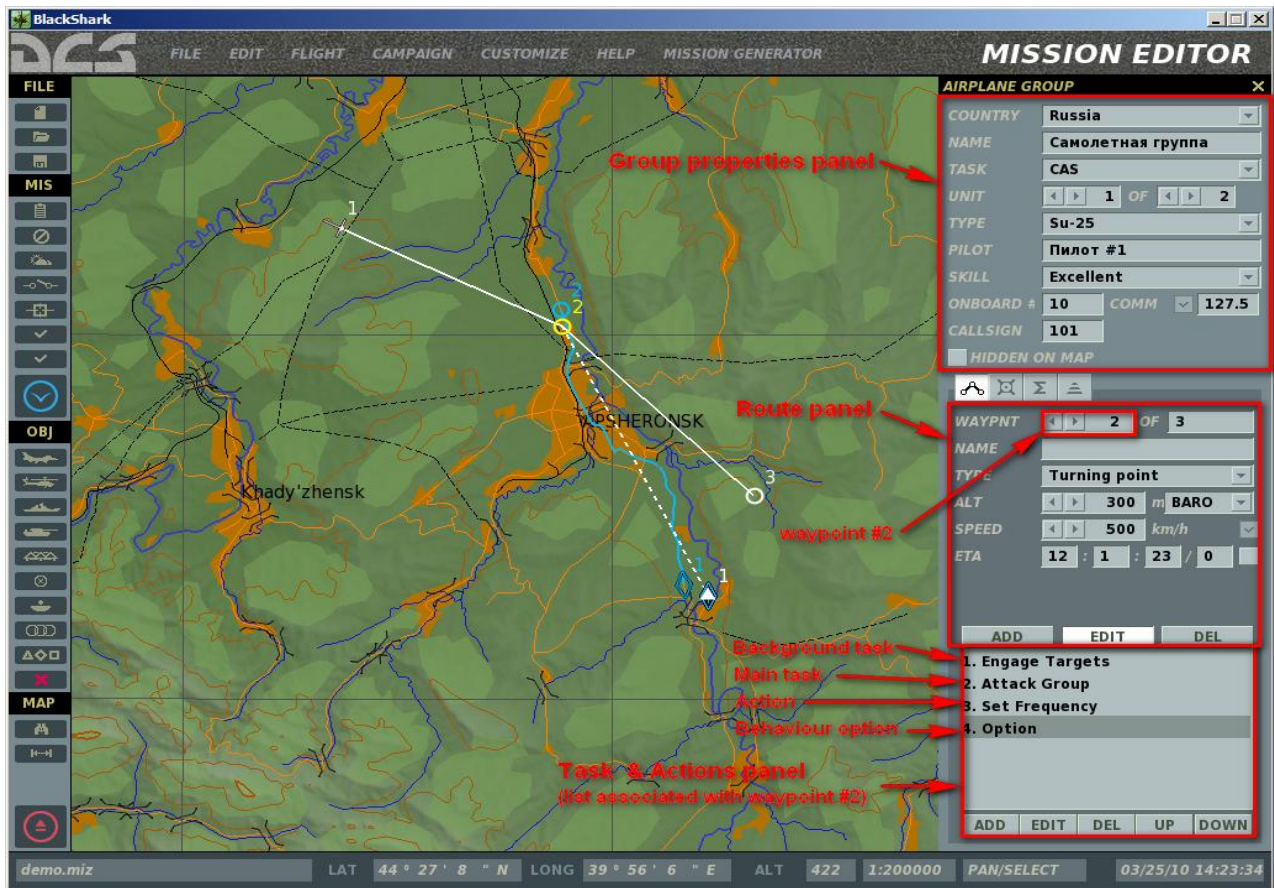 BlackShark
DCS FILE EDIT FLIGHT CAMPAIGN CUSTOMIZE HELP MISSION GENERATOR MISSION EDITOR
FILE
MIS
OBJ
MAP
1
2
2
Khady'zhensk
APSHERONSK
3
1
1
Group properties panel
Route panel
waypoint #2
Background task
Main task
Action
Behaviour option
Task & Actions panel
(list associated with waypoint #2)
AIRPLANE GROUP X
COUNTRY Russia
NAME Самолетная группа
TASK CAS
UNIT 1 OF 2
TYPE Su-25
PILOT Пилот #1
SKILL Excellent
ONBOARD # 10 COMM 127.5
CALLSIGN 101
HIDDEN ON MAP
Σ
WAYPNT 2 OF 3
NAME
TYPE Turning point
ALT 300 m BARO
SPEED 500 km/h
ETA 12 : 1 : 23 / 0
ADD EDIT DEL
1. Engage Targets
2. Attack Group
3. Set Frequency
4. Option
ADD EDIT DEL UP DOWN
demo.miz LAT 44 ° 27 ' 8 " N LONG 39 ° 56 ' 6 " E ALT 422 1:200000 PAN/SELECT 03/25/10 14:23:34